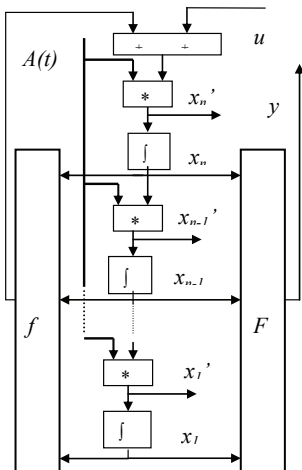 u
A(t)
+ +
y
* xₙ’
∫
xₙ
* xₙ₋₁’
∫ xₙ₋₁
f F
* x₁’
∫
x₁